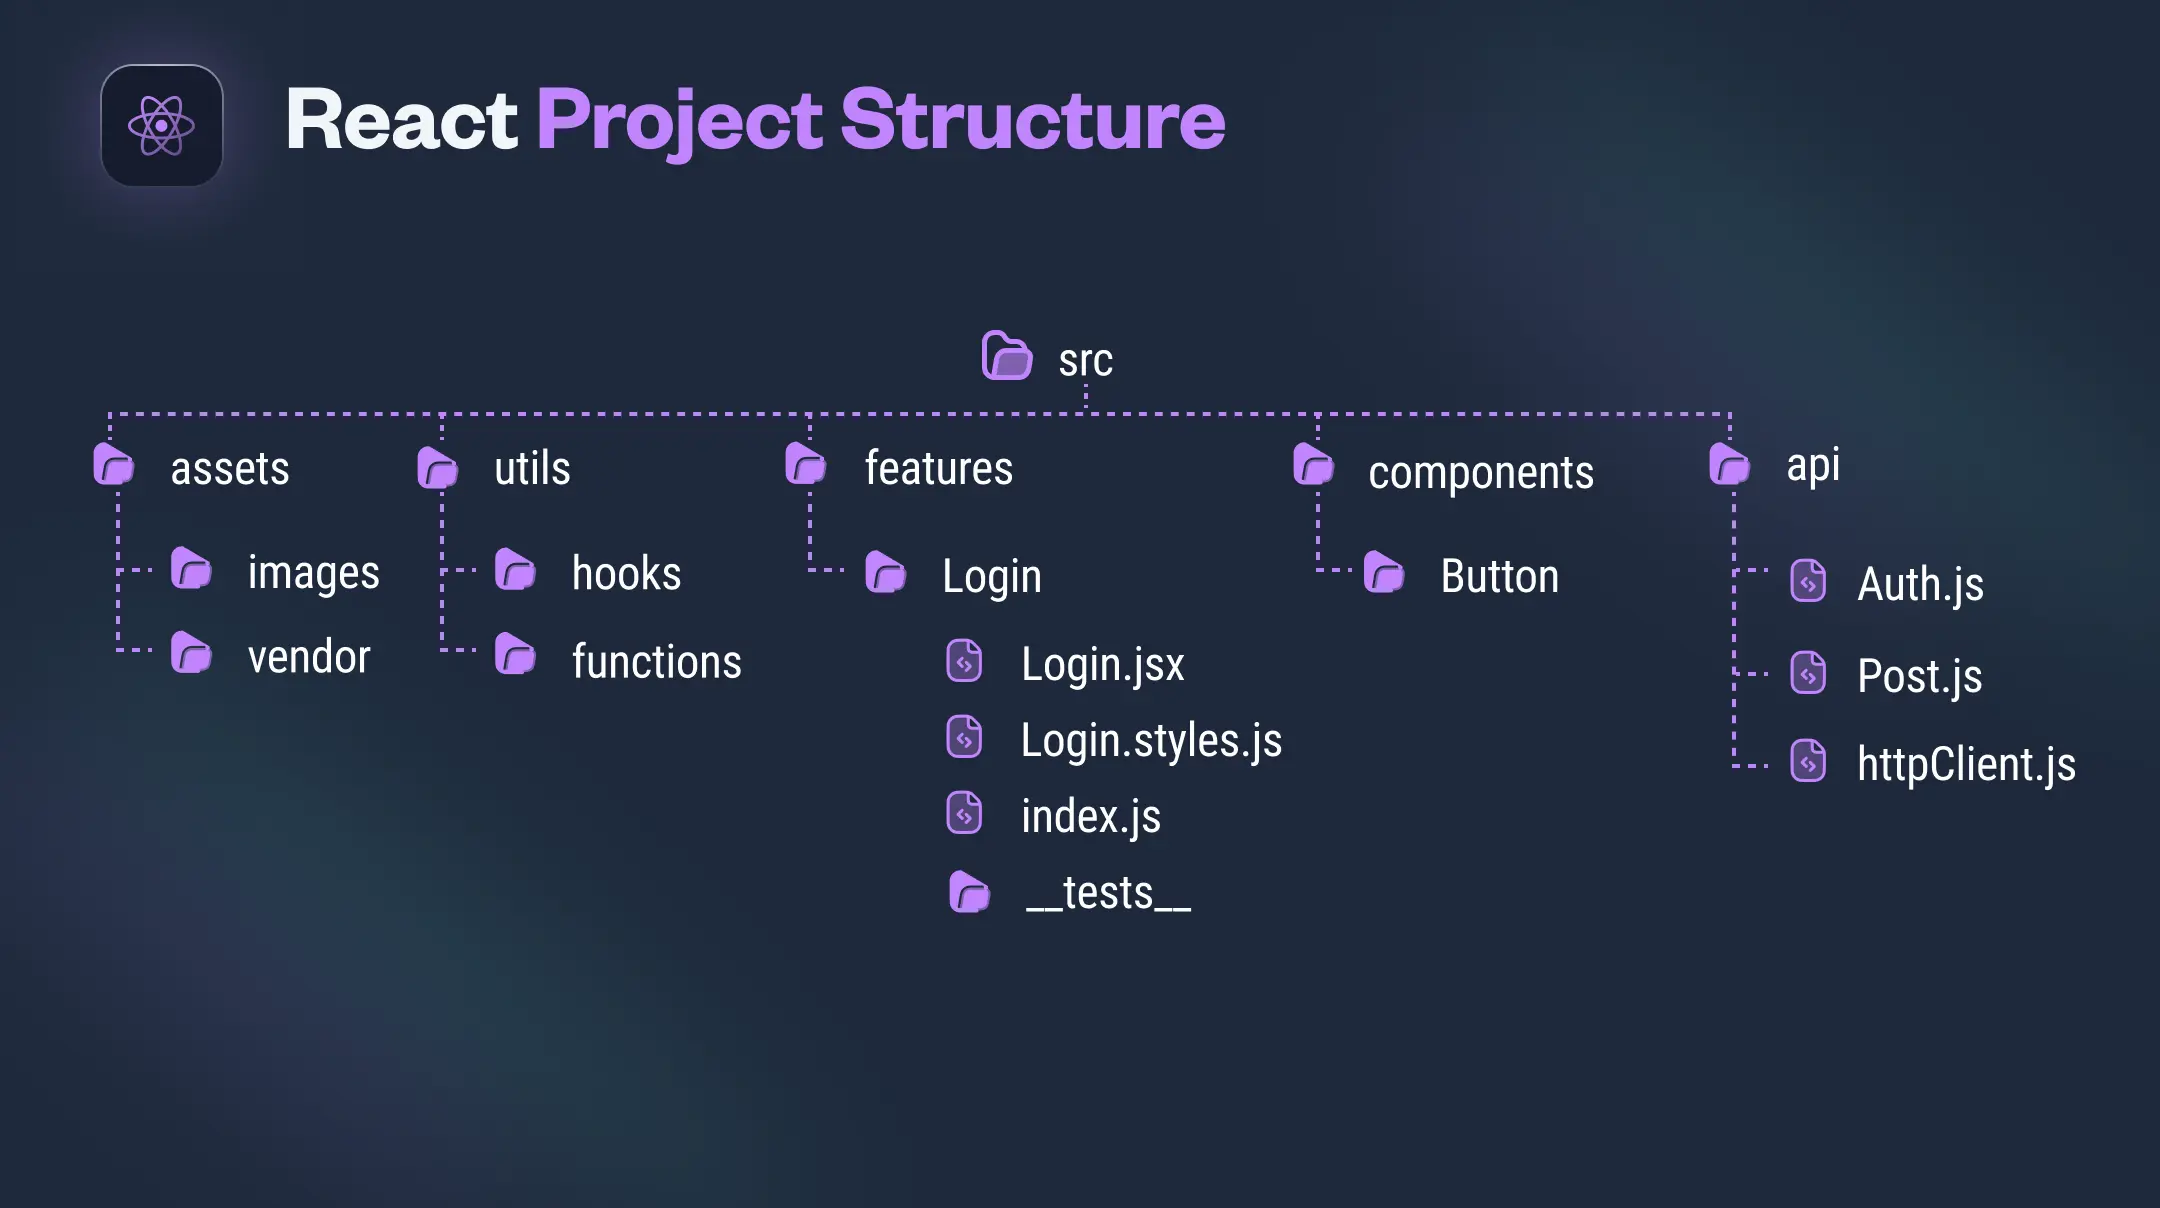 React Project Structure
src
assets
images
vendor
utils
hooks
functions
features
Login
Login.jsx
Login.styles.js
index.js
__tests__
components
Button
api
Auth.js
Post.js
httpClient.js